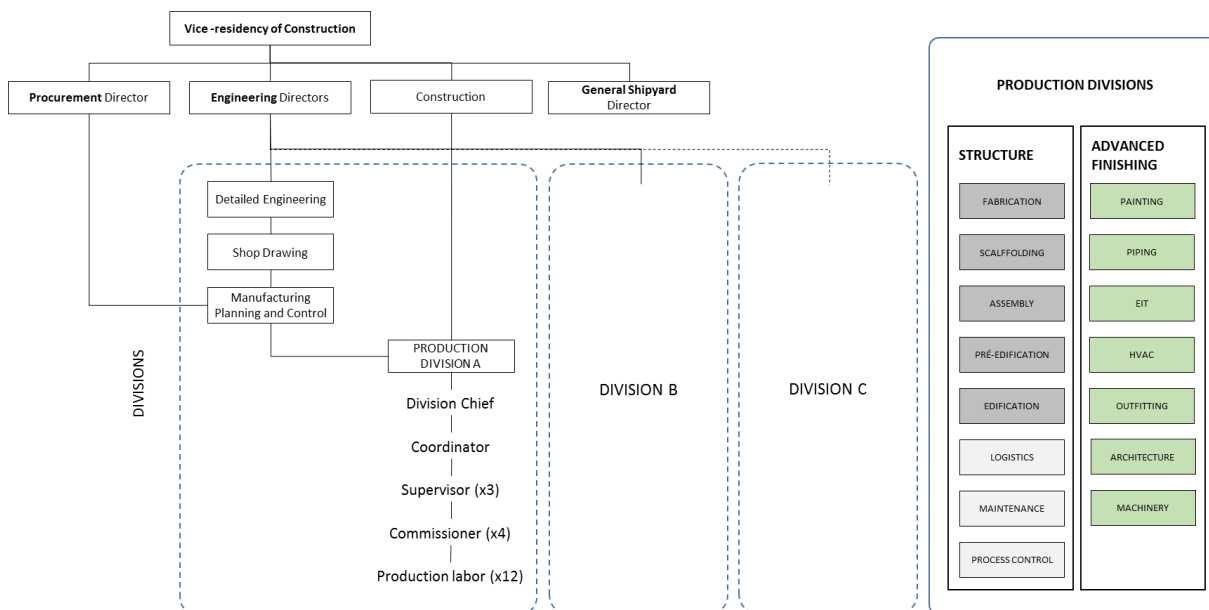 Vice -residency of Construction
Procurement Director
Engineering Directors
Construction
General Shipyard
Director
Detailed Engineering
Shop Drawing
Manufacturing
Planning and Control
PRODUCTION
DIVISION A
Division Chief
Coordinator
Supervisor (x3)
Commissioner (x4)
Production labor (x12)
DIVISIONS
DIVISION B
DIVISION C
PRODUCTION DIVISIONS
STRUCTURE
FABRICATION
SCALFFOLDING
ASSEMBLY
PRÉ-EDIFICATION
EDIFICATION
LOGISTICS
MAINTENANCE
PROCESS CONTROL
ADVANCED
FINISHING
PAINTING
PIPING
EIT
HVAC
OUTFITTING
ARCHITECTURE
MACHINERY